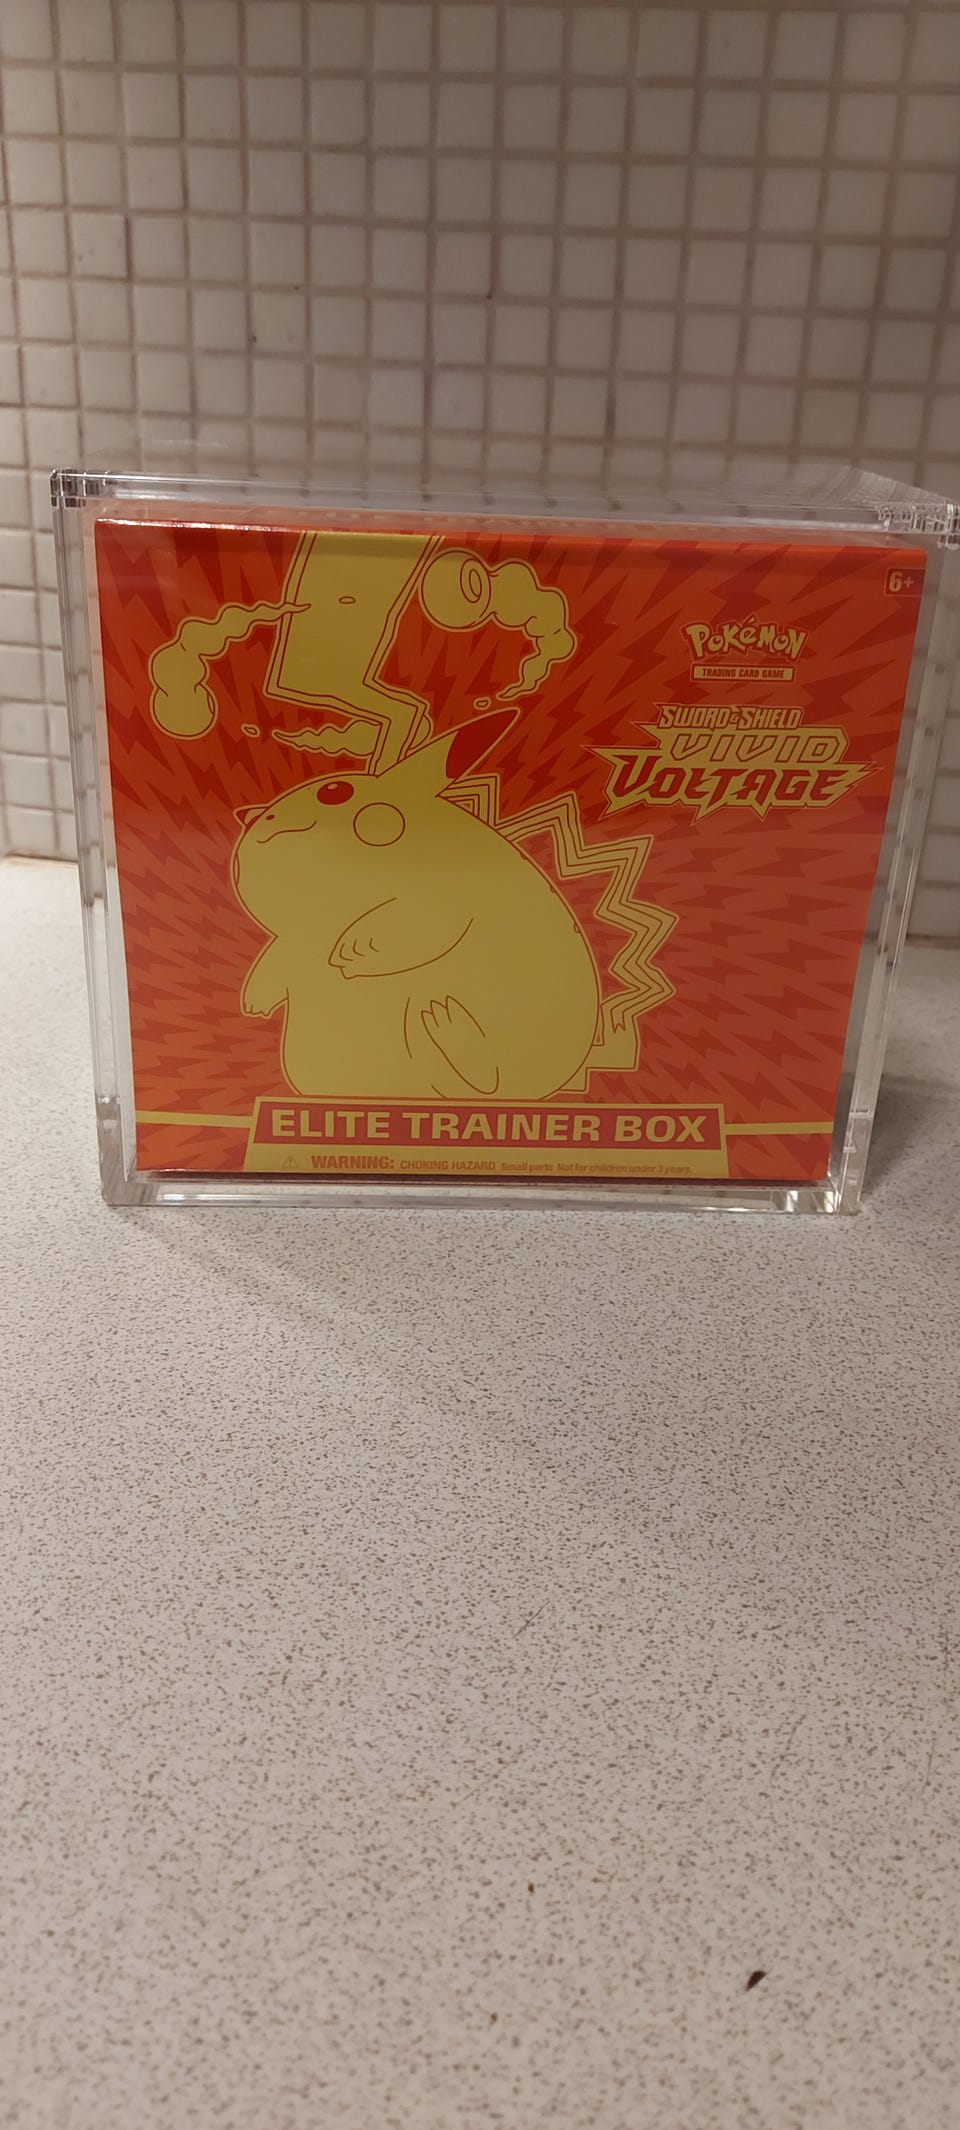 6+
POKéMON
TRADING CARD GAME
SWORD & SHIELD
VIVID
VOLTAGE
ELITE TRAINER BOX
WARNING: CHOKING HAZARD Small parts Not for children under 3 years.